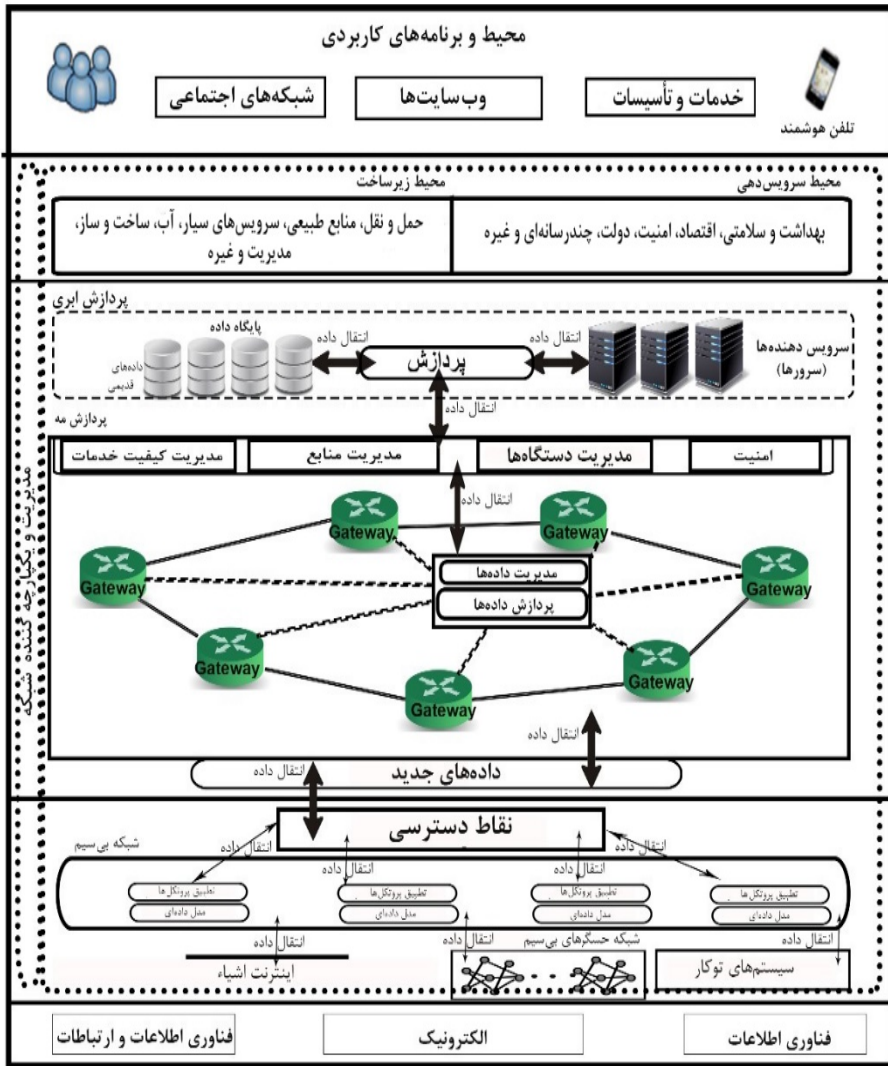 محیط و برنامه‌های کاربردی
خدمات و تأسیسات
وب‌سایت‌ها
شبکه‌های اجتماعی
تلفن هوشمند
محیط سرویس‌دهی
محیط زیرساخت
بهداشت و سلامتی، اقتصاد، امنیت، دولت، چندرسانه‌ای و غیره
حمل و نقل، منابع طبیعی، سرویس‌های سیار، آب، ساخت و ساز،
مدیریت و غیره
پردازش ابری
پایگاه داده
انتقال داده
انتقال داده
سرویس دهنده‌ها
(سرورها)
پردازش
داده‌های
قدیمی
انتقال داده
پردازش مه
امنیت
مدیریت دستگاه‌ها
مدیریت منابع
مدیریت کیفیت خدمات
انتقال داده
Gateway
Gateway
Gateway
Gateway
مدیریت داده‌ها
پردازش داده‌ها
Gateway
Gateway
Gateway
انتقال داده
داده‌های جدید
انتقال داده
مدیریت و یکپارچه کننده شبکه
نقاط دسترسی
شبکه بی‌سیم
انتقال داده
انتقال داده
انتقال داده
انتقال داده
تطبیق پروتکل‌ها
تطبیق پروتکل‌ها
تطبیق پروتکل‌ها
تطبیق پروتکل‌ها
مدل داده‌ای
مدل داده‌ای
مدل داده‌ای
مدل داده‌ای
انتقال داده
شبکه حسگرهای بی‌سیم
انتقال داده
انتقال داده
سیستم‌های توکار
اینترنت اشیاء
فناوری اطلاعات
الکترونیک
فناوری اطلاعات و ارتباطات